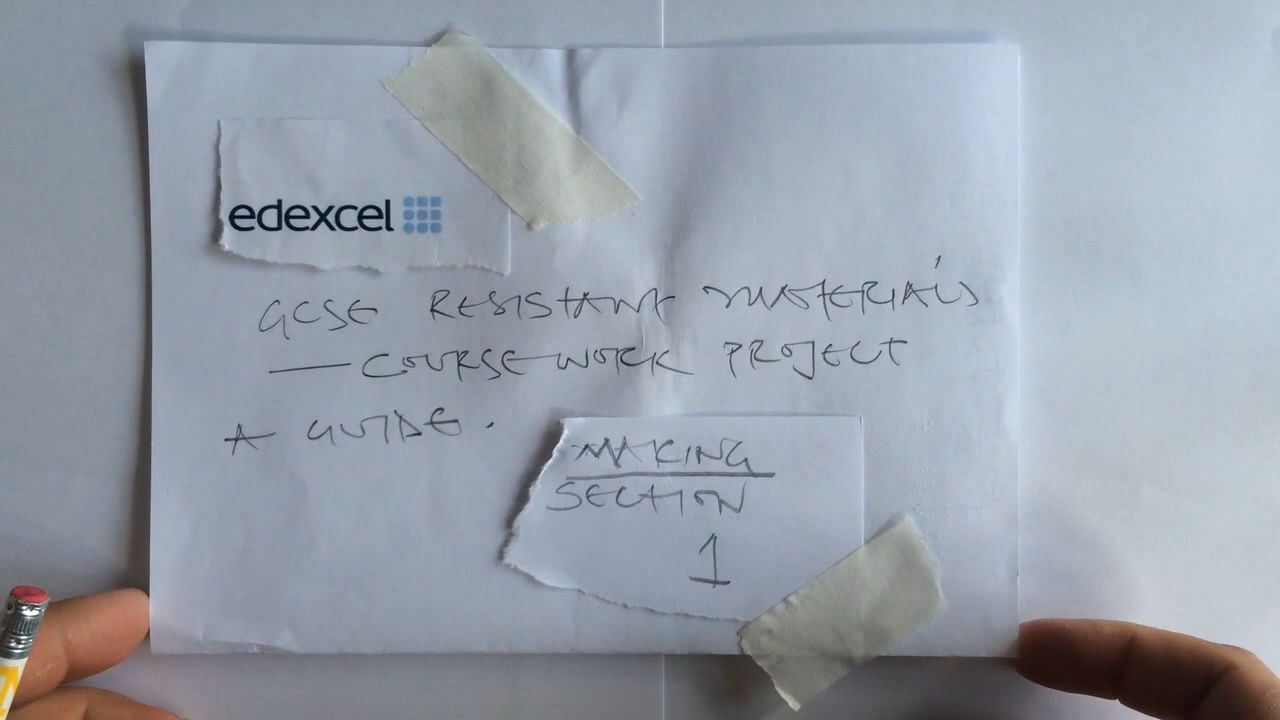 edexcel
GCSE RESISTANT MATERIALS
— COURSEWORK PROJECT
A GUIDE.
MAKING
SECTION
1